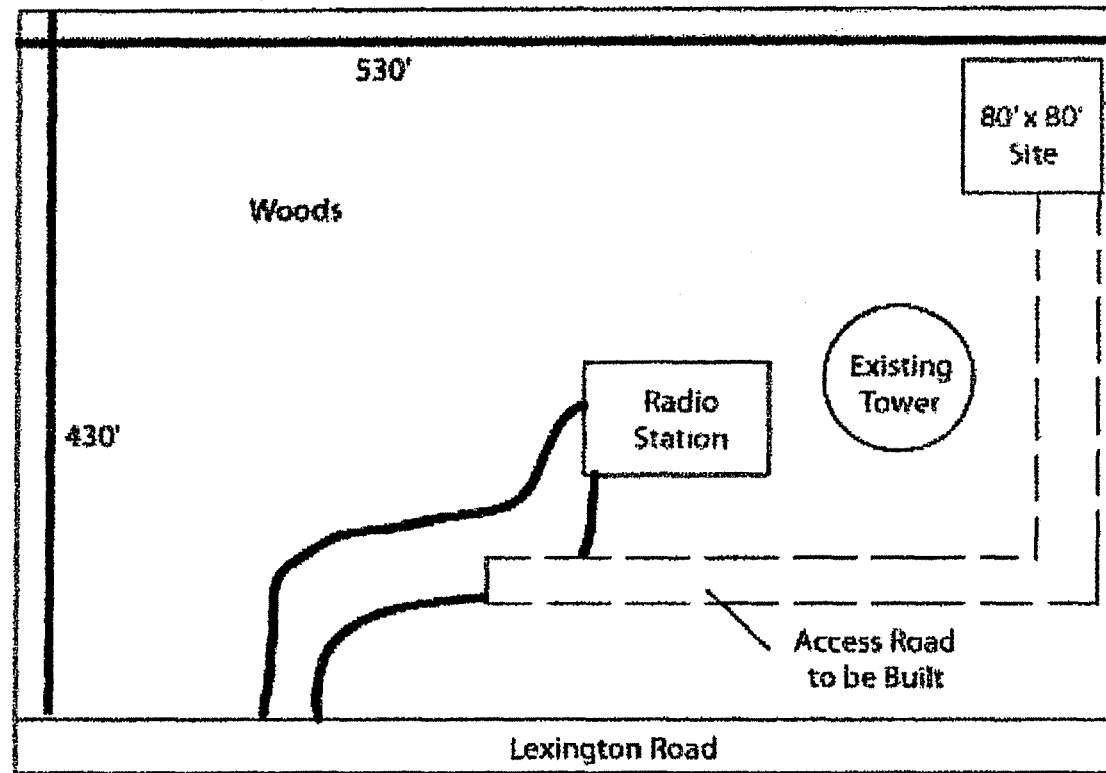 530'
80' x 80'
Site
Woods
Existing
Tower
Radio
Station
430'
Access Road
to be Built
Lexington Road